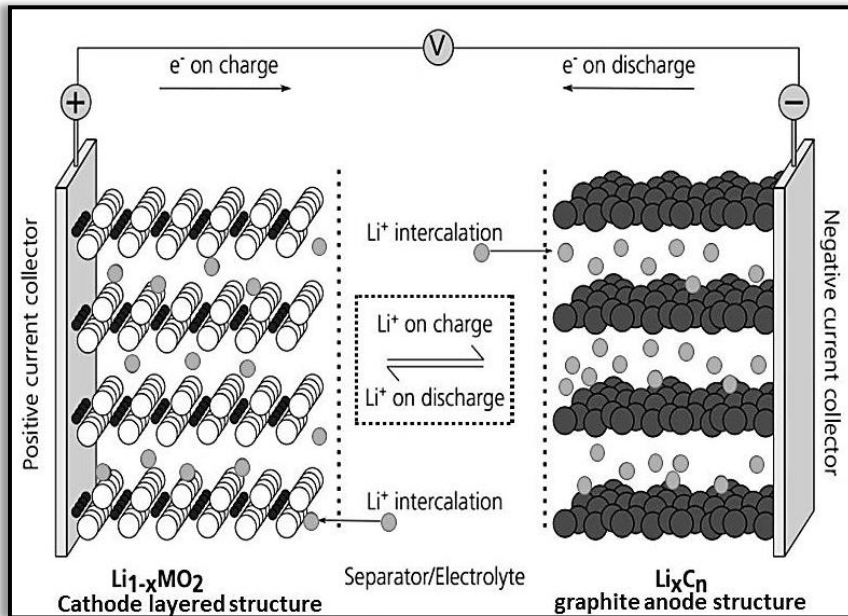 V
e⁻ on charge
e⁻ on discharge
+
−
Positive current collector
Li⁺ intercalation
Li⁺ on charge
Li⁺ on discharge
Li⁺ intercalation
Negative current collector
Li₁₋ₓMO₂
Cathode layered structure
Separator/Electrolyte
LiₓCₙ
graphite anode structure